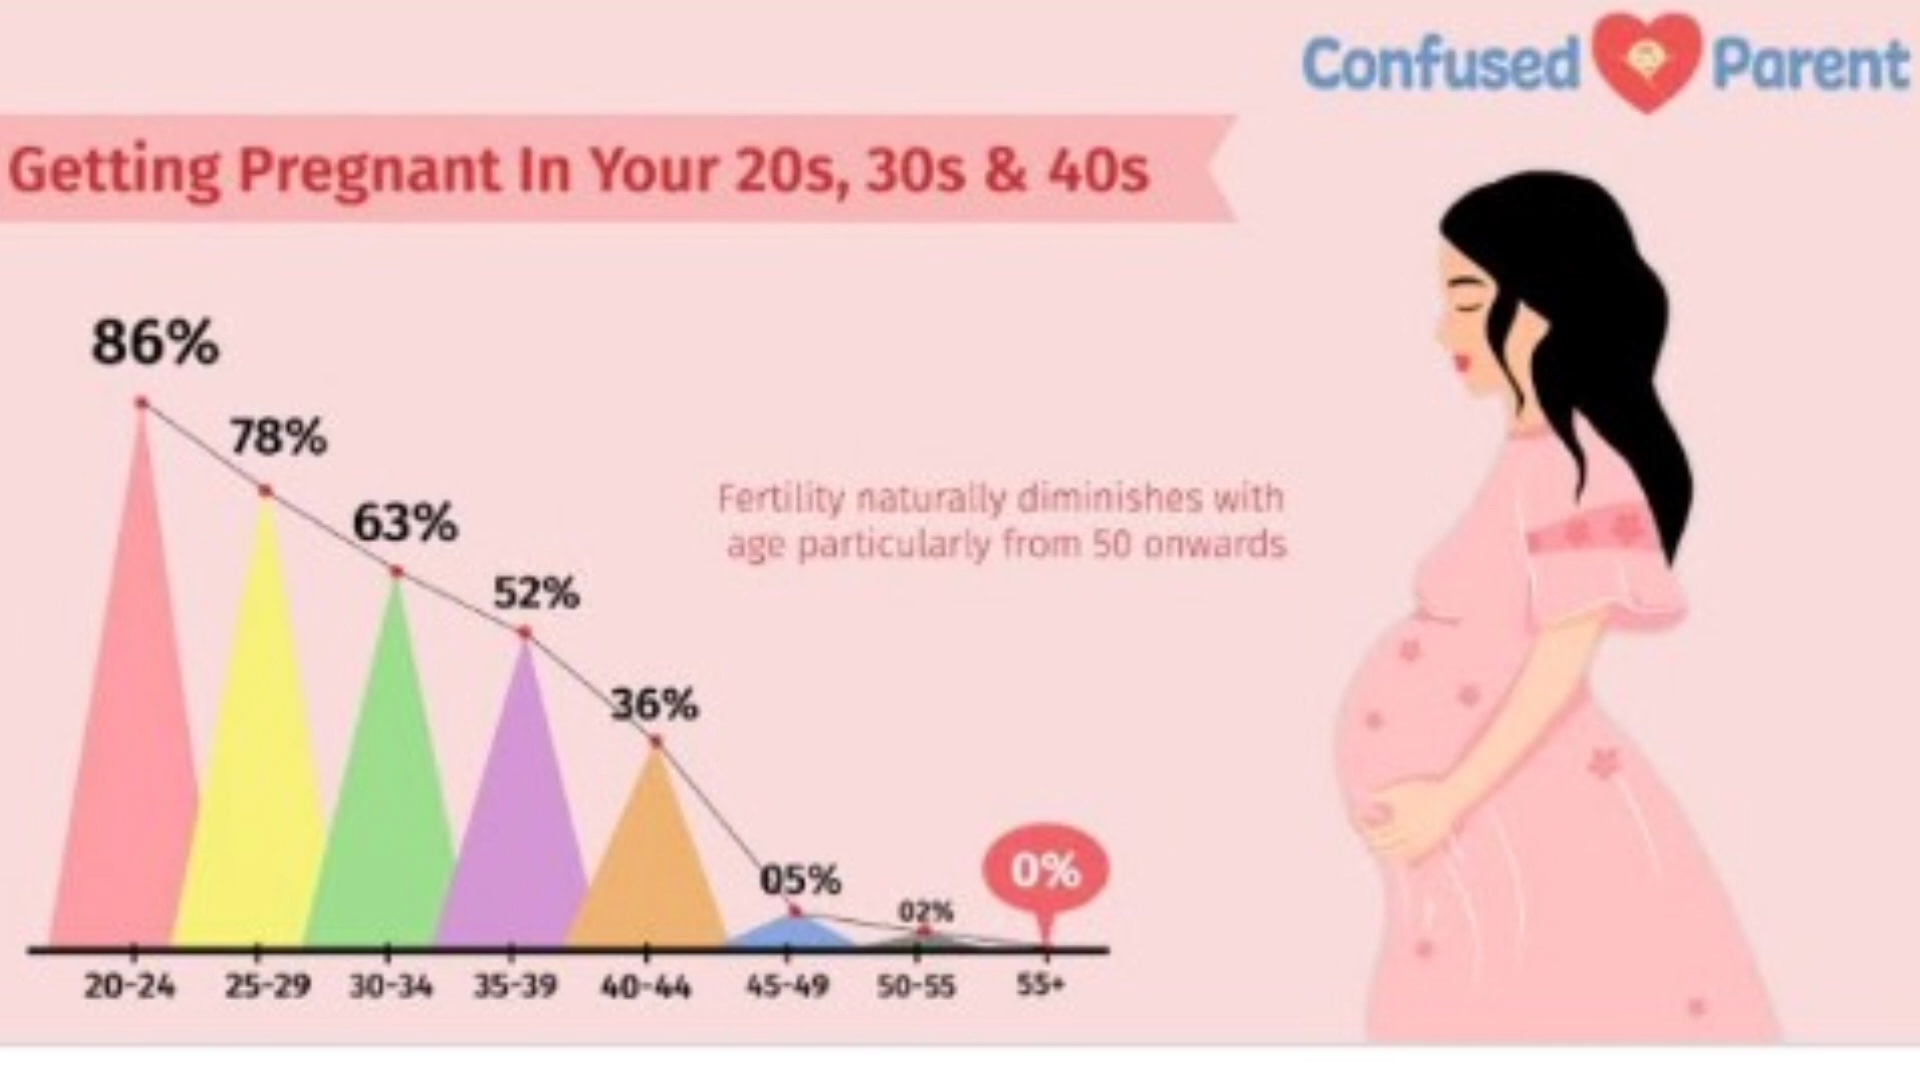 Confused Parent
Getting Pregnant In Your 20s, 30s & 40s
86%
78%
63%
52%
36%
05%
02%
0%
Fertility naturally diminishes with
age particularly from 50 onwards
20-24 25-29 30-34 35-39 40-44 45-49 50-55 55+